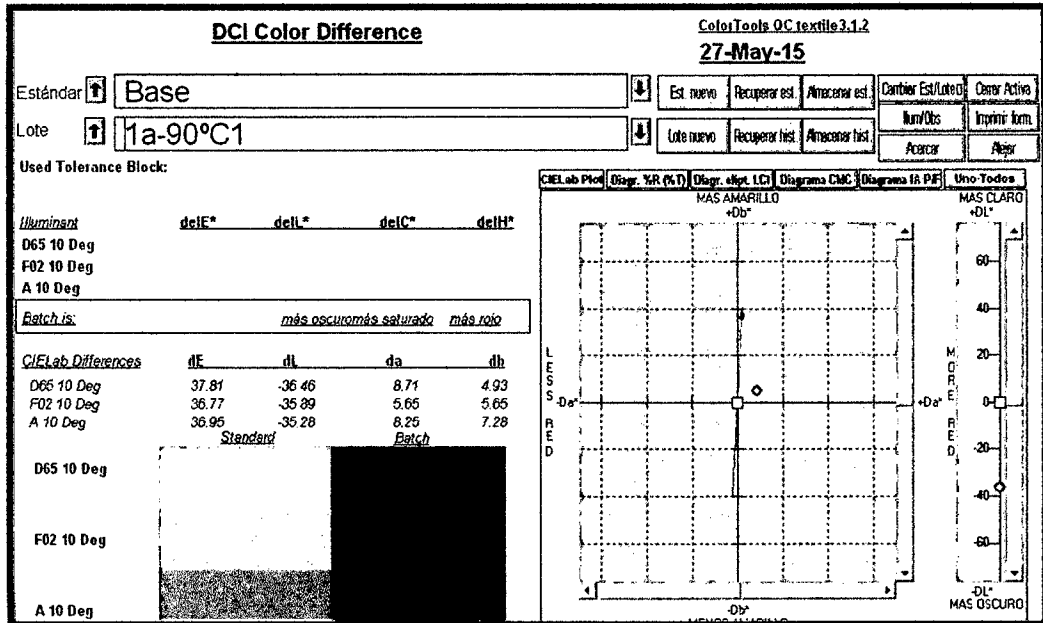 DCI Color Difference
ColorTools QC textile3.1.2
27-May-15
Estándar
Base
Est. nuevo
Recuperar est.
Almacenar est.
Cambiar Est/Lote
Cerrar Activa
Lote
1a-90ºC1
Lote nuevo
Recuperar hist.
Almacenar hist.
Ilum/Obs
Imprimir form.
Acercar
Alejar
Used Tolerance Block:
CIELab Plot
Diagr. %R (%T)
Diagr. elipt. LCI
Diagrama CMC
Diagrama IA P/F
Uno-Todos
Illuminant delE* delL* delC* delH*
D65 10 Deg
F02 10 Deg
A 10 Deg
Batch is: más oscuromás saturado más rojo
CIELab Differences dE dL da db
D65 10 Deg 37.81 -36.46 8.71 4.93
F02 10 Deg 36.77 -35.89 5.65 5.65
A 10 Deg 36.95 -35.28 8.25 7.28
Standard Batch
D65 10 Deg
F02 10 Deg
A 10 Deg
MAS AMARILLO
+Db*
LESS RED
-Da*
+Da*
MORE RED
-Db*
MENOS AMARILLO
MAS CLARO
+DL*
60
40
20
0
-20
-40
-60
-DL*
MAS OSCURO